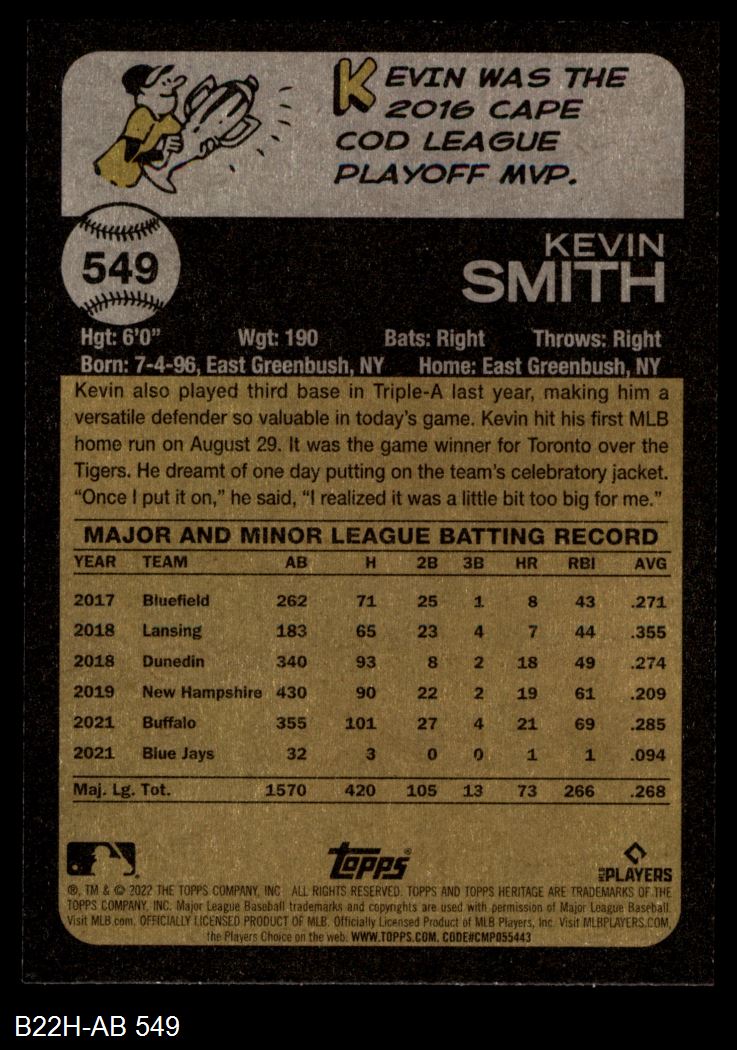 KEVIN WAS THE
2016 CAPE
COD LEAGUE
PLAYOFF MVP.
549
KEVIN
SMITH
Hgt: 6'0" Wgt: 190 Bats: Right Throws: Right
Born: 7-4-96, East Greenbush, NY Home: East Greenbush, NY
Kevin also played third base in Triple-A last year, making him a
versatile defender so valuable in today's game. Kevin hit his first MLB
home run on August 29. It was the game winner for Toronto over the
Tigers. He dreamt of one day putting on the team's celebratory jacket.
"Once I put it on," he said, "I realized it was a little bit too big for me."
MAJOR AND MINOR LEAGUE BATTING RECORD
YEAR TEAM AB H 2B 3B HR RBI AVG
2017 Bluefield 262 71 25 1 8 43 .271
2018 Lansing 183 65 23 4 7 44 .355
2018 Dunedin 340 93 8 2 18 49 .274
2019 New Hampshire 430 90 22 2 19 61 .209
2021 Buffalo 355 101 27 4 21 69 .285
2021 Blue Jays 32 3 0 0 1 1 .094
Maj. Lg. Tot. 1570 420 105 13 73 266 .268
Topps®
MLB PLAYERS
®, TM & © 2022 THE TOPPS COMPANY, INC ALL RIGHTS RESERVED. TOPPS AND TOPPS HERITAGE ARE TRADEMARKS OF THE
TOPPS COMPANY, INC. Major League Baseball trademarks and copyrights are used with permission of Major League Baseball.
Visit MLB.com. OFFICIALLY LICENSED PRODUCT OF MLB. Officially Licensed Product of MLB Players, Inc. Visit MLBPLAYERS.COM,
the Players Choice on the web. WWW.TOPPS.COM. CODE#CMP055443
B22H-AB 549